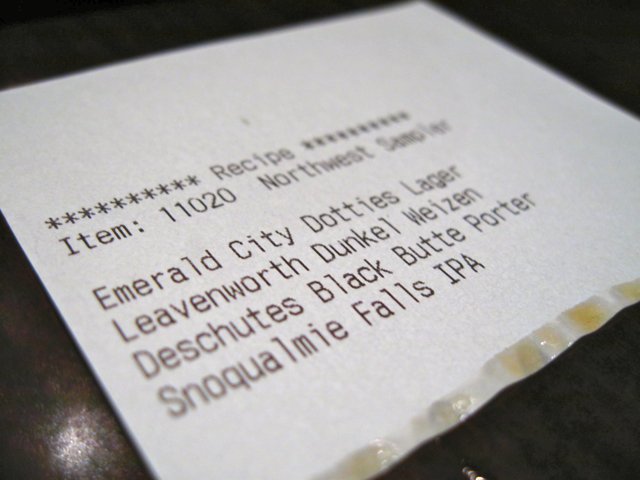 ********** Recipe **********
Item: 11020 Northwest Sampler
Emerald City Dotties Lager
Leavenworth Dunkel Weizen
Deschutes Black Butte Porter
Snoqualmie Falls IPA